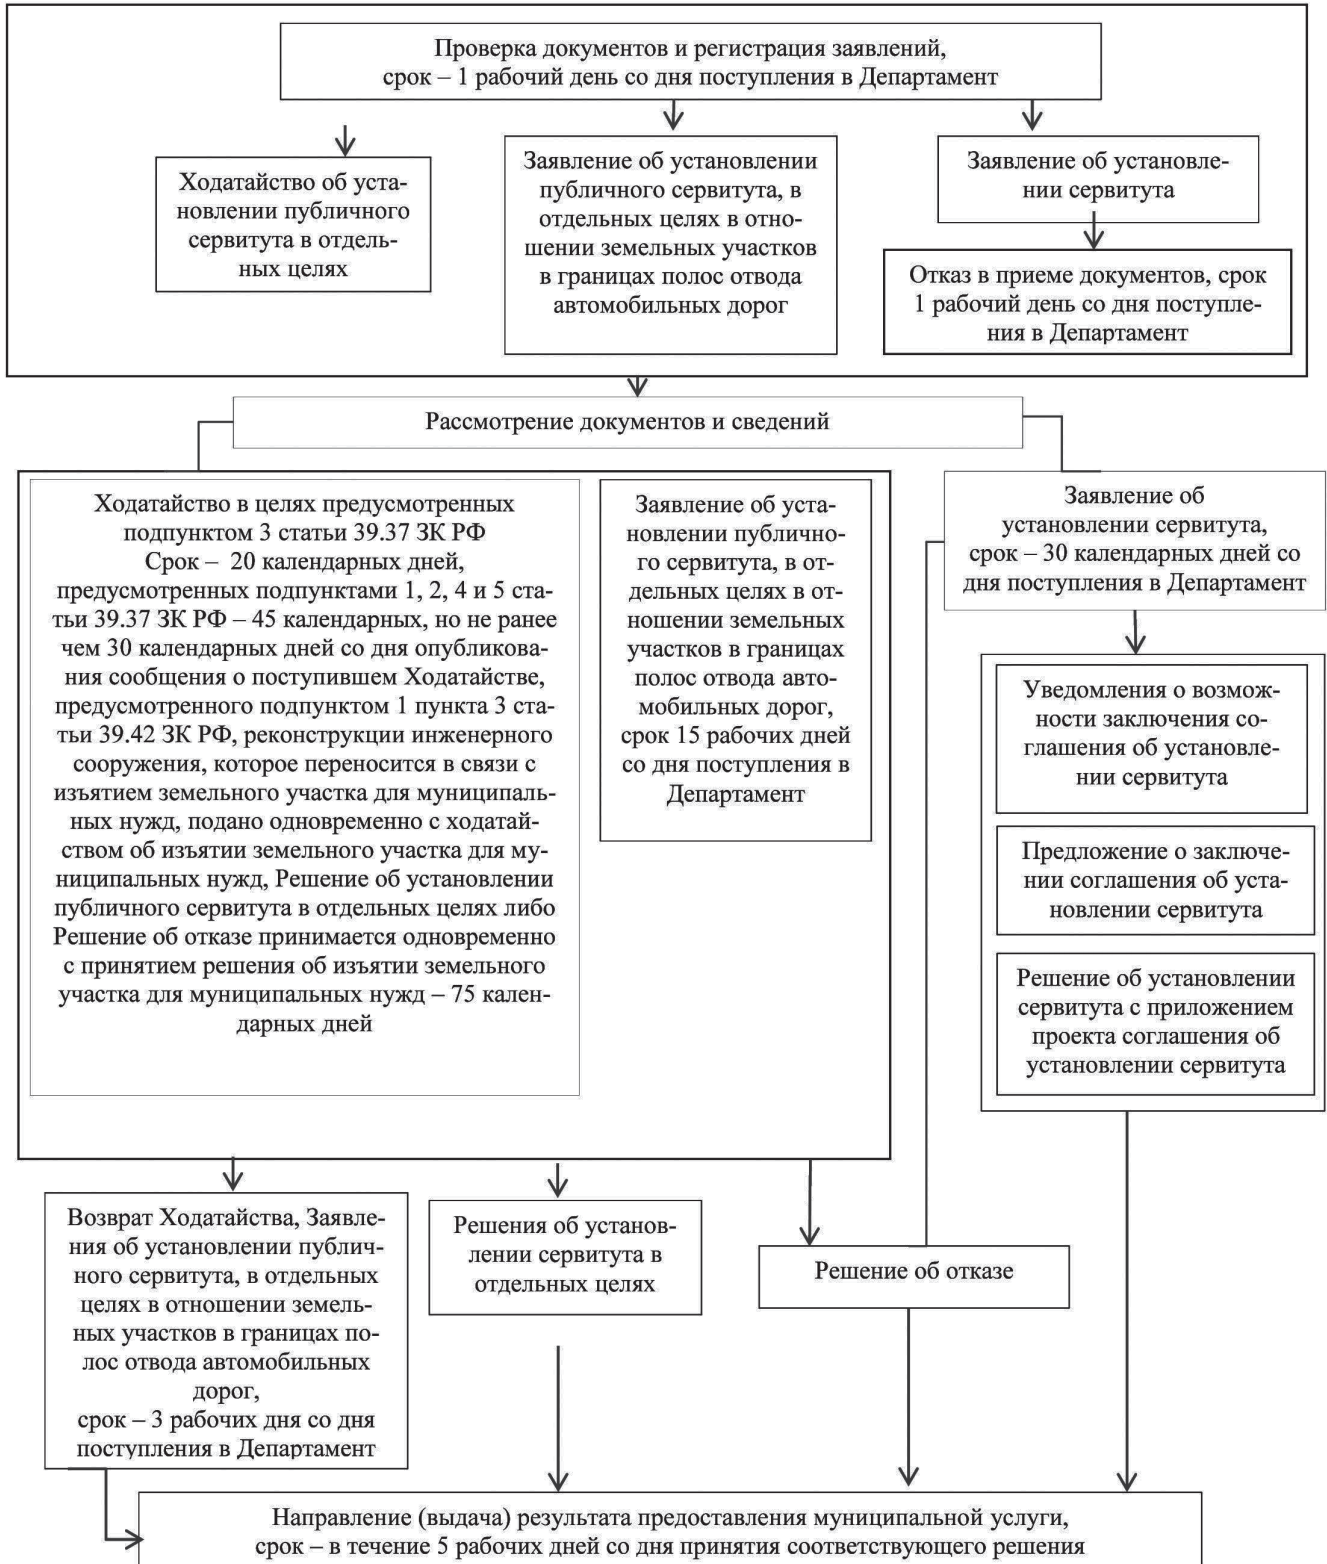 Проверка документов и регистрация заявлений,
срок – 1 рабочий день со дня поступления в Департамент
Ходатайство об уста-
новлении публичного
сервитута в отдель-
ных целях
Заявление об установлении
публичного сервитута, в
отдельных целях в отно-
шении земельных участков
в границах полос отвода
автомобильных дорог
Заявление об установле-
нии сервитута
Отказ в приеме документов, срок
1 рабочий день со дня поступле-
ния в Департамент
Рассмотрение документов и сведений
Ходатайство в целях предусмотренных
подпунктом 3 статьи 39.37 ЗК РФ
Срок – 20 календарных дней,
предусмотренных подпунктами 1, 2, 4 и 5 ста-
тьи 39.37 ЗК РФ – 45 календарных, но не ранее
чем 30 календарных дней со дня опубликова-
ния сообщения о поступившем Ходатайстве,
предусмотренного подпунктом 1 пункта 3 ста-
тьи 39.42 ЗК РФ, реконструкции инженерного
сооружения, которое переносится в связи с
изъятием земельного участка для муниципаль-
ных нужд, подано одновременно с ходатай-
ством об изъятии земельного участка для му-
ниципальных нужд, Решение об установлении
публичного сервитута в отдельных целях либо
Решение об отказе принимается одновременно
с принятием решения об изъятии земельного
участка для муниципальных нужд – 75 кален-
дарных дней
Заявление об уста-
новлении публично-
го сервитута, в от-
дельных целях в от-
ношении земельных
участков в границах
полос отвода авто-
мобильных дорог,
срок 15 рабочих дней
со дня поступления в
Департамент
Заявление об
установлении сервитута,
срок – 30 календарных дней со
дня поступления в Департамент
Уведомления о возмож-
ности заключения со-
глашения об установле-
нии сервитута
Предложение о заключе-
нии соглашения об уста-
новлении сервитута
Решение об установлении
сервитута с приложением
проекта соглашения об
установлении сервитута
Возврат Ходатайства, Заявле-
ния об установлении публич-
ного сервитута, в отдельных
целях в отношении земель-
ных участков в границах по-
лос отвода автомобильных
дорог,
срок – 3 рабочих дня со дня
поступления в Департамент
Решения об установ-
лении сервитута в
отдельных целях
Решение об отказе
Направление (выдача) результата предоставления муниципальной услуги,
срок – в течение 5 рабочих дней со дня принятия соответствующего решения